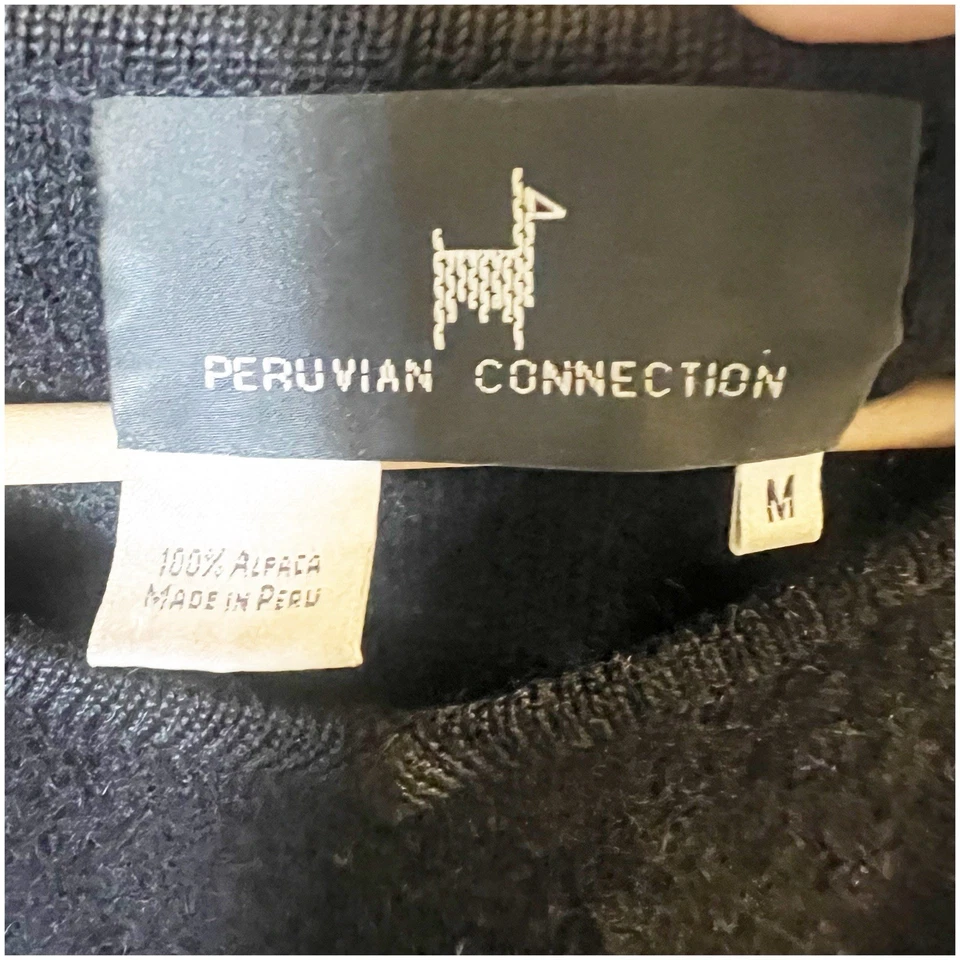 PERUVIAN CONNECTION
M
100% ALPACA
MADE IN PERU